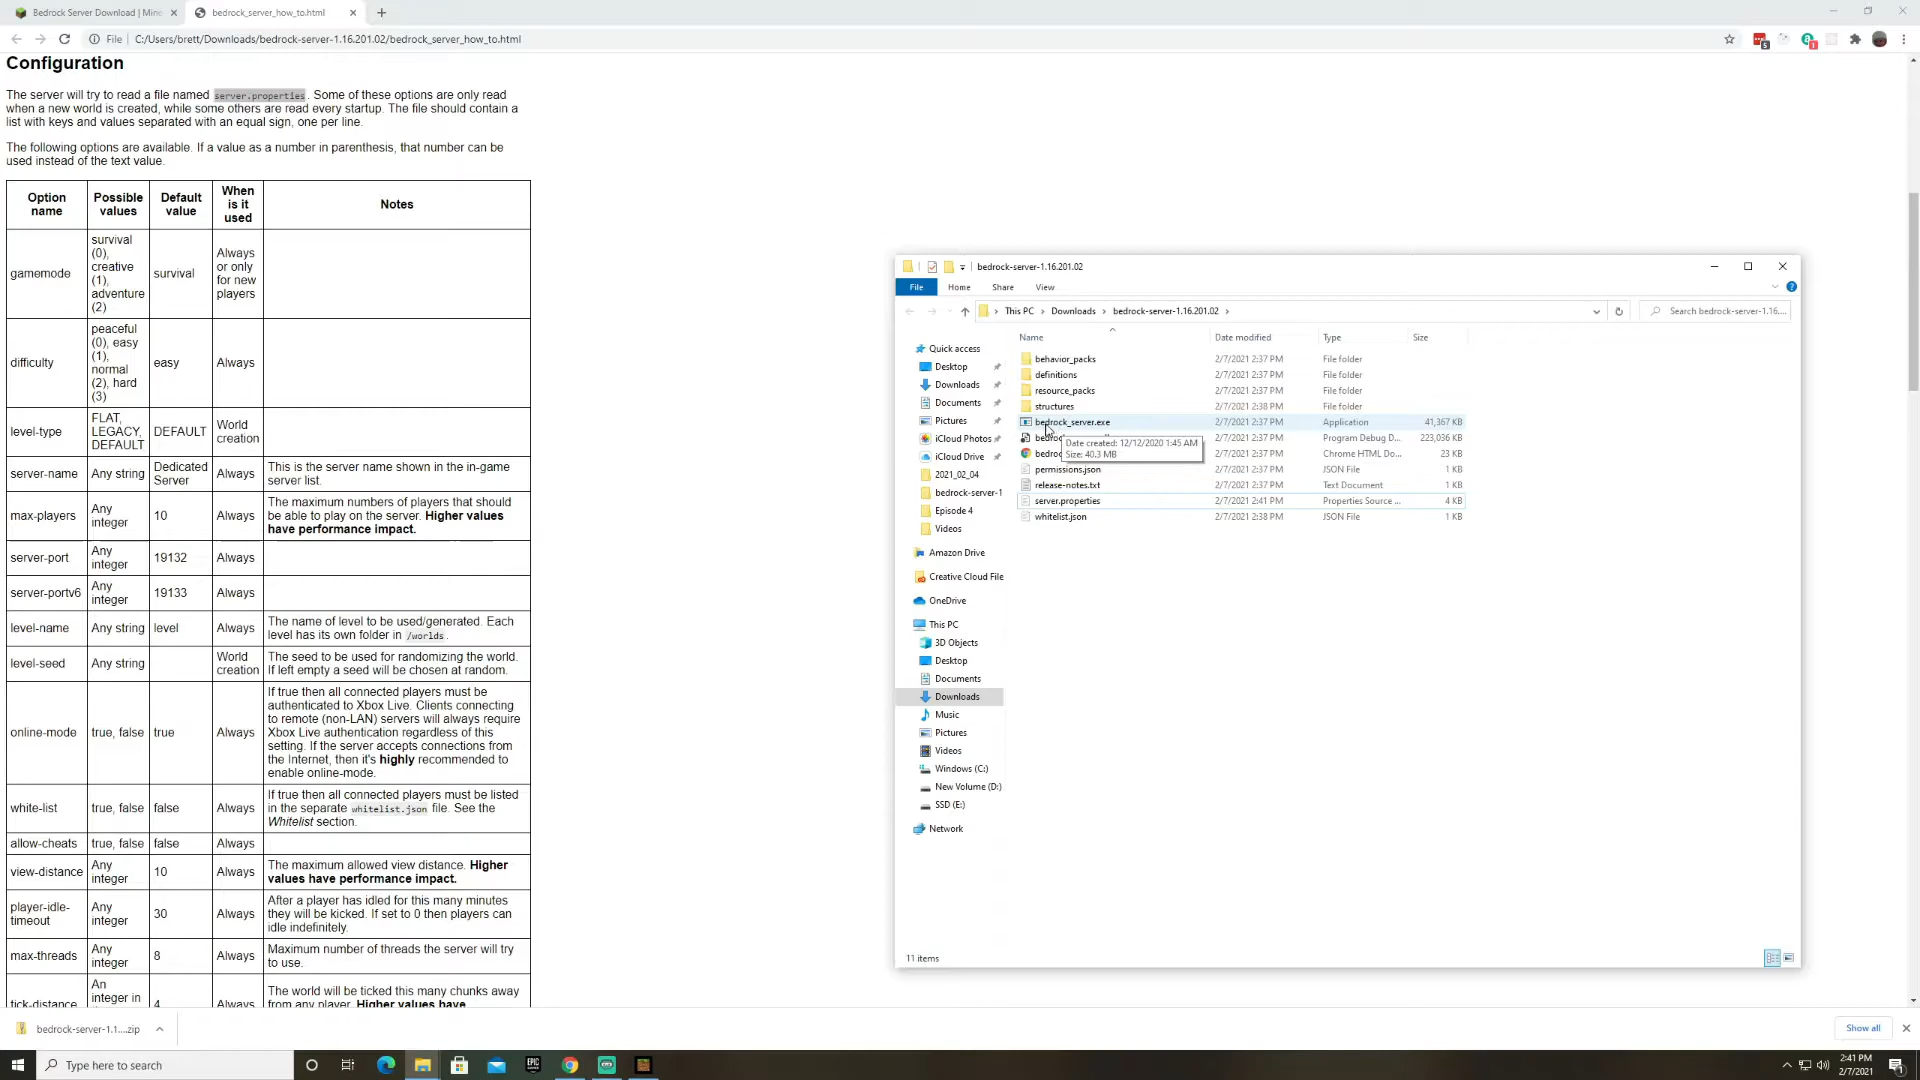 Bedrock Server Download | Min
bedrock_server_how_to.html
File
C:/Users/brett/Downloads/bedrock-server-1.16.201.02/bedrock_server_how_to.html
5
1
Configuration
The server will try to read a file named server.properties. Some of these options are only read
when a new world is created, while some others are read every startup. The file should contain a
list with keys and values separated with an equal sign, one per line.
The following options are available. If a value as a number in parenthesis, that number can be
used instead of the text value.
Option name | Possible values | Default value | When is it used | Notes
gamemode | survival (0), creative (1), adventure (2) | survival | Always or only for new players
difficulty | peaceful (0), easy (1), normal (2), hard (3) | easy | Always
level-type | FLAT, LEGACY, DEFAULT | DEFAULT | World creation
server-name | Any string | Dedicated Server | Always | This is the server name shown in the in-game server list.
max-players | Any integer | 10 | Always | The maximum numbers of players that should be able to play on the server. Higher values have performance impact.
server-port | Any integer | 19132 | Always
server-portv6 | Any integer | 19133 | Always
level-name | Any string | level | Always | The name of level to be used/generated. Each level has its own folder in /worlds.
level-seed | Any string | World creation | The seed to be used for randomizing the world. If left empty a seed will be chosen at random.
online-mode | true, false | true | Always | If true then all connected players must be authenticated to Xbox Live. Clients connecting to remote (non-LAN) servers will always require Xbox Live authentication regardless of this setting. If the server accepts connections from the Internet, then it's highly recommended to enable online-mode.
white-list | true, false | false | Always | If true then all connected players must be listed in the separate whitelist.json file. See the Whitelist section.
allow-cheats | true, false | false | Always
view-distance | Any integer | 10 | Always | The maximum allowed view distance. Higher values have performance impact.
player-idle-timeout | Any integer | 30 | Always | After a player has idled for this many minutes they will be kicked. If set to 0 then players can idle indefinitely.
max-threads | Any integer | 8 | Always | Maximum number of threads the server will try to use.
tick-distance | An integer in | 4 | Always | The world will be ticked this many chunks away from any player. Higher values have
bedrock-server-1.16.201.02
File
Home
Share
View
This PC
Downloads
bedrock-server-1.16.201.02
Search bedrock-server-1.16....
Name
Date modified
Type
Size
behavior_packs 2/7/2021 2:37 PM File folder
definitions 2/7/2021 2:37 PM File folder
resource_packs 2/7/2021 2:37 PM File folder
structures 2/7/2021 2:38 PM File folder
bedrock_server.exe 2/7/2021 2:37 PM Application 41,367 KB
bedroc 2/7/2021 2:37 PM Program Debug D... 223,036 KB
bedroc 2/7/2021 2:37 PM Chrome HTML Do... 23 KB
permissions.json 2/7/2021 2:37 PM JSON File 1 KB
release-notes.txt 2/7/2021 2:37 PM Text Document 1 KB
server.properties 2/7/2021 2:41 PM Properties Source ... 4 KB
whitelist.json 2/7/2021 2:38 PM JSON File 1 KB
Date created: 12/12/2020 1:45 AM
Size: 40.3 MB
Quick access
Desktop
Downloads
Documents
Pictures
iCloud Photos
iCloud Drive
2021_02_04
bedrock-server-1
Episode 4
Videos
Amazon Drive
Creative Cloud File
OneDrive
This PC
3D Objects
Desktop
Documents
Downloads
Music
Pictures
Videos
Windows (C:)
New Volume (D:)
SSD (E:)
Network
11 items
bedrock-server-1.1....zip
Show all
Type here to search
EPIC
2:41 PM
2/7/2021
1